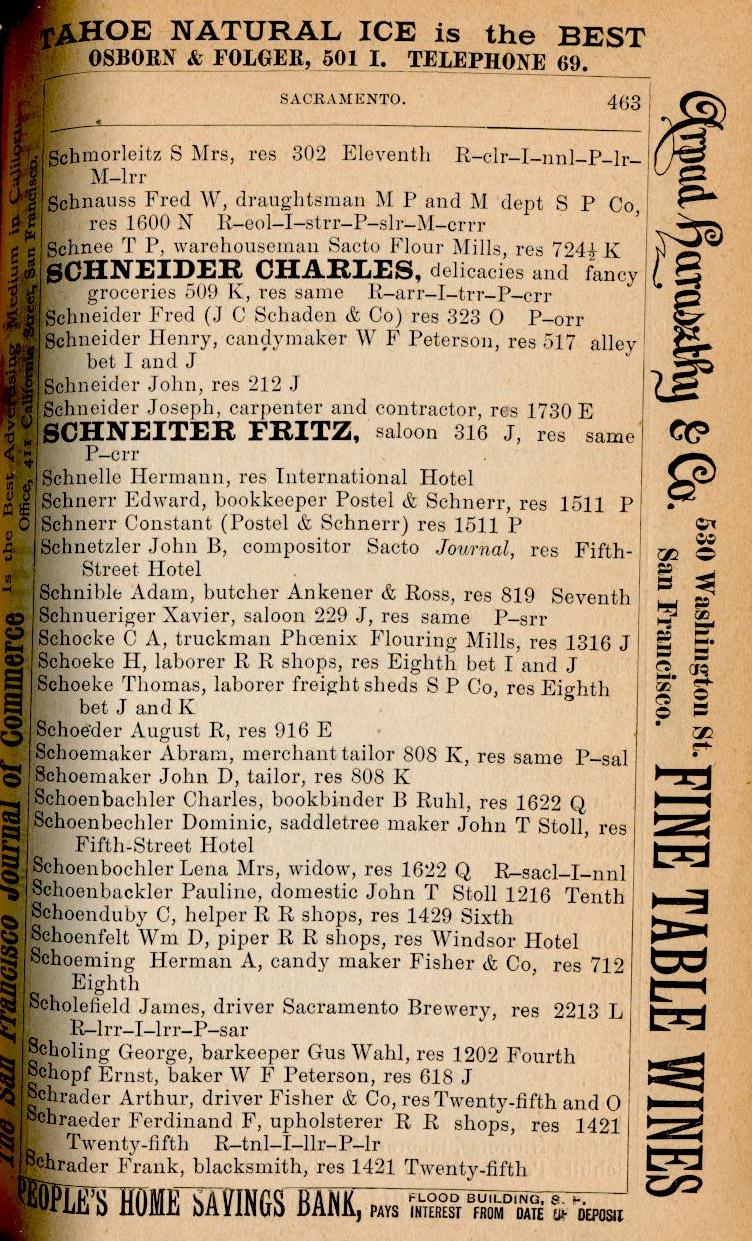 TAHOE NATURAL ICE is the BEST
OSBORN & FOLGER, 501 I. TELEPHONE 69.
SACRAMENTO. 463
Schmorleitz S Mrs, res 302 Eleventh R–clr–I–nnl–P–lr–
M–lrr
Schnauss Fred W, draughtsman M P and M dept S P Co,
res 1600 N R–eol–I–strr–P–slr–M–crrr
Schnee T P, warehouseman Sacto Flour Mills, res 724½ K
SCHNEIDER CHARLES, delicacies and fancy
groceries 509 K, res same R–arr–I–trr–P–crr
Schneider Fred (J C Schaden & Co) res 323 O P–orr
Schneider Henry, candymaker W F Peterson, res 517 alley
bet I and J
Schneider John, res 212 J
Schneider Joseph, carpenter and contractor, res 1730 E
SCHNEITER FRITZ, saloon 316 J, res same
P–crr
Schnelle Hermann, res International Hotel
Schnerr Edward, bookkeeper Postel & Schnerr, res 1511 P
Schnerr Constant (Postel & Schnerr) res 1511 P
Schnetzler John B, compositor Sacto Journal, res Fifth-
Street Hotel
Schnible Adam, butcher Ankener & Ross, res 819 Seventh
Schnueriger Xavier, saloon 229 J, res same P–srr
Schocke C A, truckman Phœnix Flouring Mills, res 1316 J
Schoeke H, laborer R R shops, res Eighth bet I and J
Schoeke Thomas, laborer freight sheds S P Co, res Eighth
bet J and K
Schoeder August R, res 916 E
Schoemaker Abram, merchant tailor 808 K, res same P–sal
Schoemaker John D, tailor, res 808 K
Schoenbachler Charles, bookbinder B Ruhl, res 1622 Q
Schoenbechler Dominic, saddletree maker John T Stoll, res
Fifth-Street Hotel
Schoenbochler Lena Mrs, widow, res 1622 Q R–sacl–I–nnl
Schoenbackler Pauline, domestic John T Stoll 1216 Tenth
Schoenduby C, helper R R shops, res 1429 Sixth
Schoenfelt Wm D, piper R R shops, res Windsor Hotel
Schoeming Herman A, candy maker Fisher & Co, res 712
Eighth
Scholefield James, driver Sacramento Brewery, res 2213 L
R–lrr–I–lrr–P–sar
Scholing George, barkeeper Gus Wahl, res 1202 Fourth
Schopf Ernst, baker W F Peterson, res 618 J
Schrader Arthur, driver Fisher & Co, res Twenty-fifth and O
Schraeder Ferdinand F, upholsterer R R shops, res 1421
Twenty-fifth R–tnl–I–llr–P–lr
Schrader Frank, blacksmith, res 1421 Twenty-fifth
PEOPLE'S HOME SAVINGS BANK, PAYS INTEREST FROM DATE OF DEPOSIT
FLOOD BUILDING, S. F.
The San Francisco Journal of Commerce Is the Best Advertising Medium in California.
Office, 411 California Street, San Francisco.
Arpad Haraszthy & Co. 530 Washington St.
San Francisco.
FINE TABLE WINES